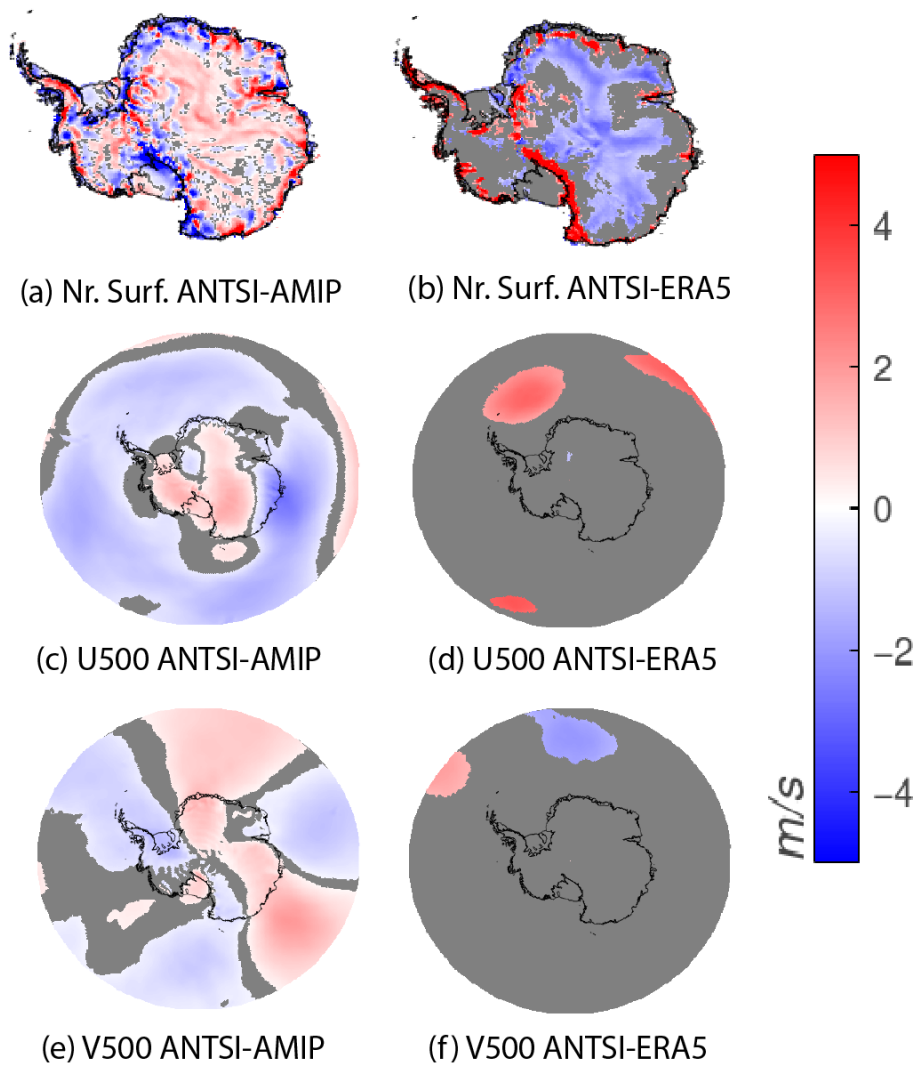 (a) Nr. Surf. ANTSI-AMIP
(b) Nr. Surf. ANTSI-ERA5
(c) U500 ANTSI-AMIP
(d) U500 ANTSI-ERA5
(e) V500 ANTSI-AMIP
(f) V500 ANTSI-ERA5
4
2
0
−2
−4
m/s